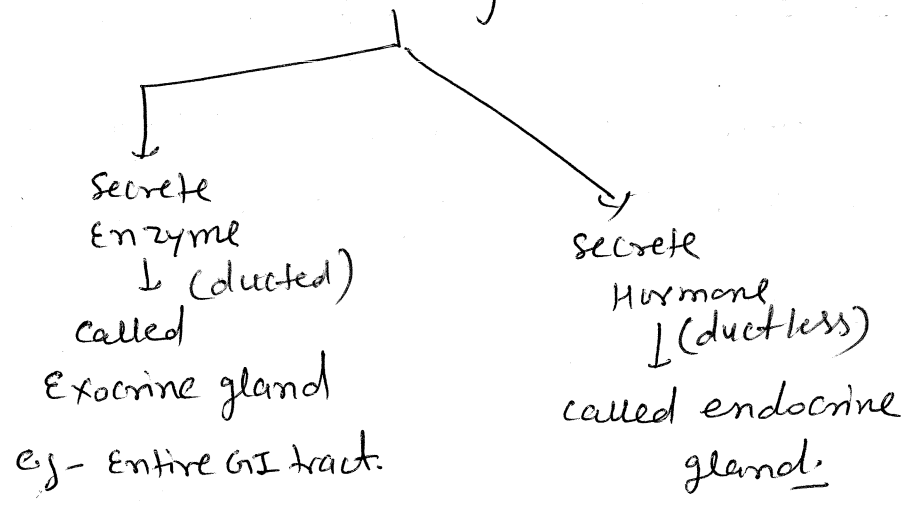 Secrete
Enzyme
(ducted)
Called
Exocrine gland
eg - Entire GI tract.
Secrete
Hormone
(ductless)
called endocrine
gland.